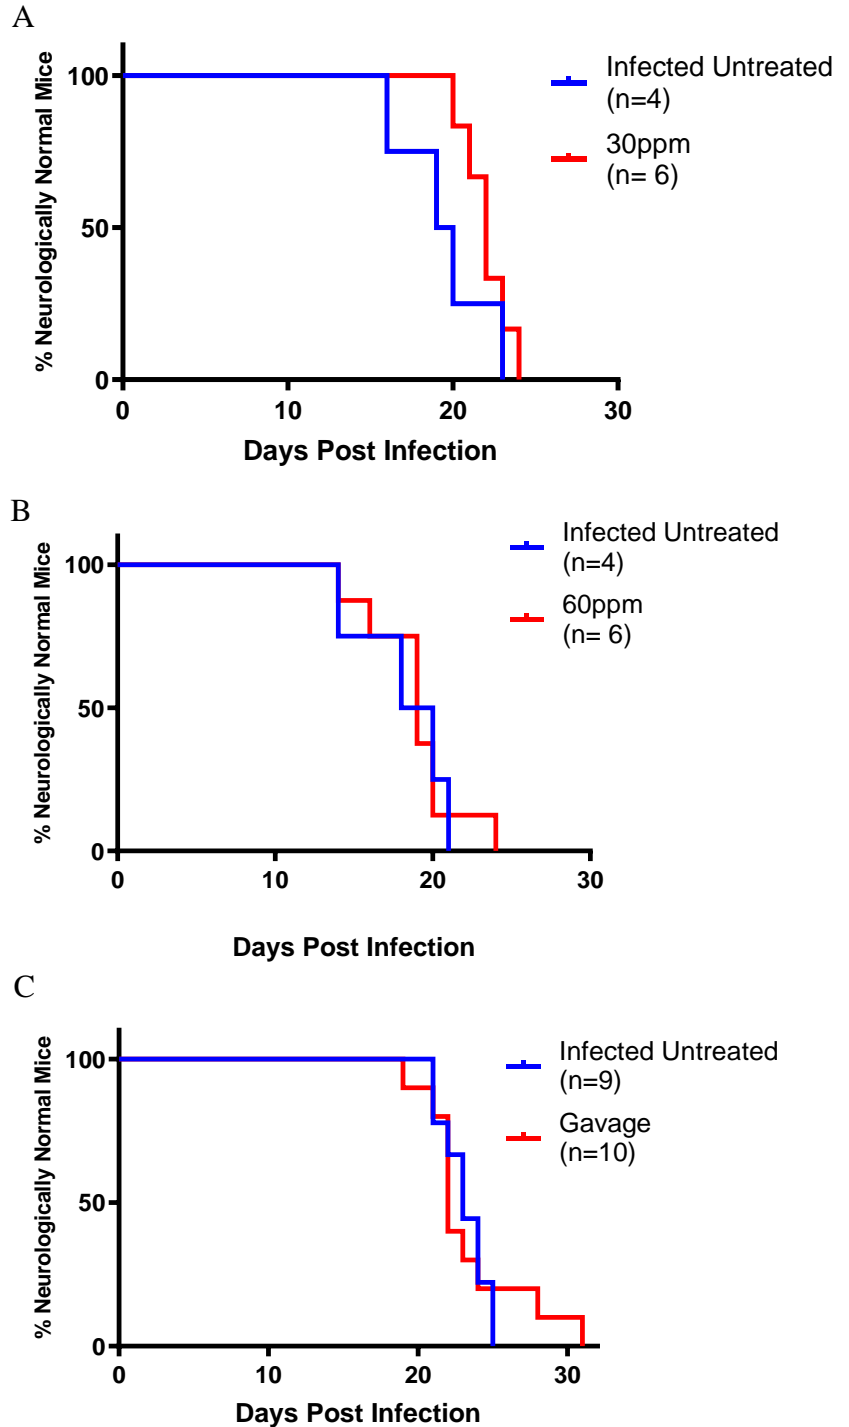 A
% Neurologically Normal Mice
100
50
0
0 10 20 30
Days Post Infection
Infected Untreated
(n=4)
30ppm
(n= 6)
B
% Neurologically Normal Mice
100
50
0
0 10 20 30
Days Post Infection
Infected Untreated
(n=4)
60ppm
(n= 6)
C
% Neurologically Normal Mice
100
50
0
0 10 20 30
Days Post Infection
Infected Untreated
(n=9)
Gavage
(n=10)